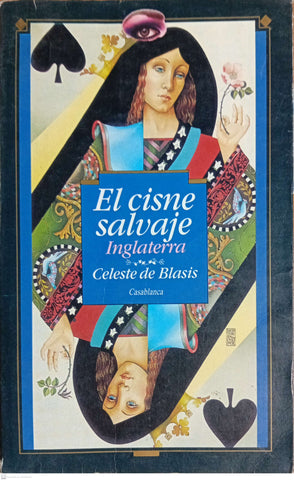 El cisne
salvaje
Inglaterra
Celeste de Blasis
Casablanca